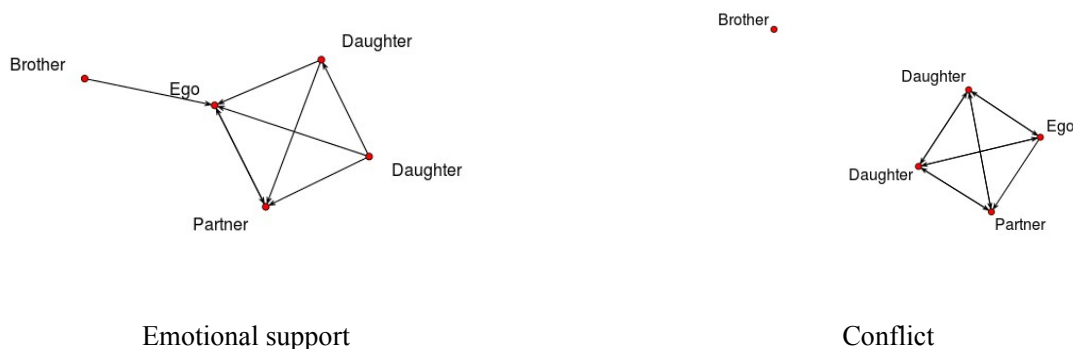 Brother
Ego
Daughter
Daughter
Partner
Emotional support
Brother
Daughter
Ego
Daughter
Partner
Conflict